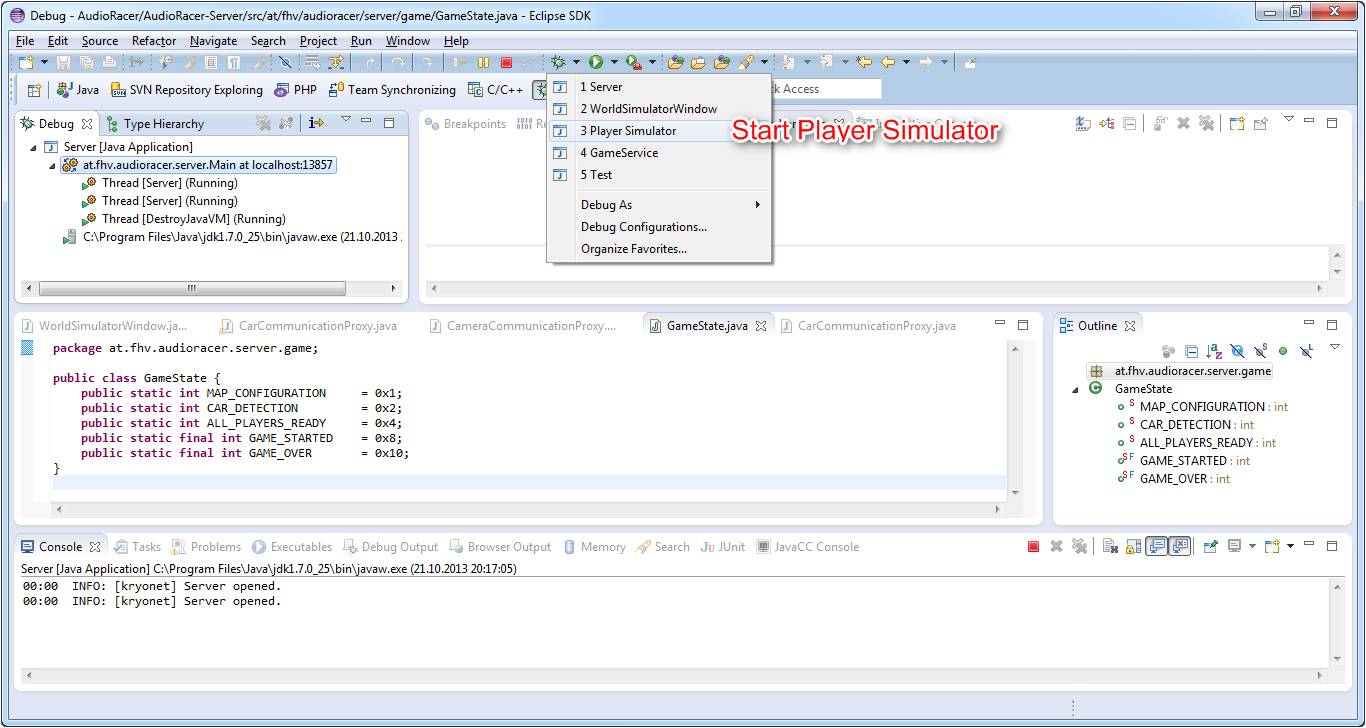 Debug - AudioRacer/AudioRacer-Server/src/at/fhv/audioracer/server/game/GameState.java - Eclipse SDK
File Edit Source Refactor Navigate Search Project Run Window Help
Java SVN Repository Exploring PHP Team Synchronizing C/C++ Access
1 Server
2 WorldSimulatorWindow
3 Player Simulator
4 GameService
5 Test
Debug As
Debug Configurations...
Organize Favorites...
Start Player Simulator
Debug Type Hierarchy
Breakpoints
Server [Java Application]
at.fhv.audioracer.server.Main at localhost:13857
Thread [Server] (Running)
Thread [Server] (Running)
Thread [DestroyJavaVM] (Running)
C:\Program Files\Java\jdk1.7.0_25\bin\javaw.exe (21.10.2013
WorldSimulatorWindow.ja... CarCommunicationProxy.java CameraCommunicationProxy.... GameState.java CarCommunicationProxy.java
package at.fhv.audioracer.server.game;
public class GameState {
public static int MAP_CONFIGURATION = 0x1;
public static int CAR_DETECTION = 0x2;
public static int ALL_PLAYERS_READY = 0x4;
public static final int GAME_STARTED = 0x8;
public static final int GAME_OVER = 0x10;
}
Outline
at.fhv.audioracer.server.game
GameState
MAP_CONFIGURATION : int
CAR_DETECTION : int
ALL_PLAYERS_READY : int
GAME_STARTED : int
GAME_OVER : int
Console Tasks Problems Executables Debug Output Browser Output Memory Search JUnit JavaCC Console
Server [Java Application] C:\Program Files\Java\jdk1.7.0_25\bin\javaw.exe (21.10.2013 20:17:05)
00:00 INFO: [kryonet] Server opened.
00:00 INFO: [kryonet] Server opened.